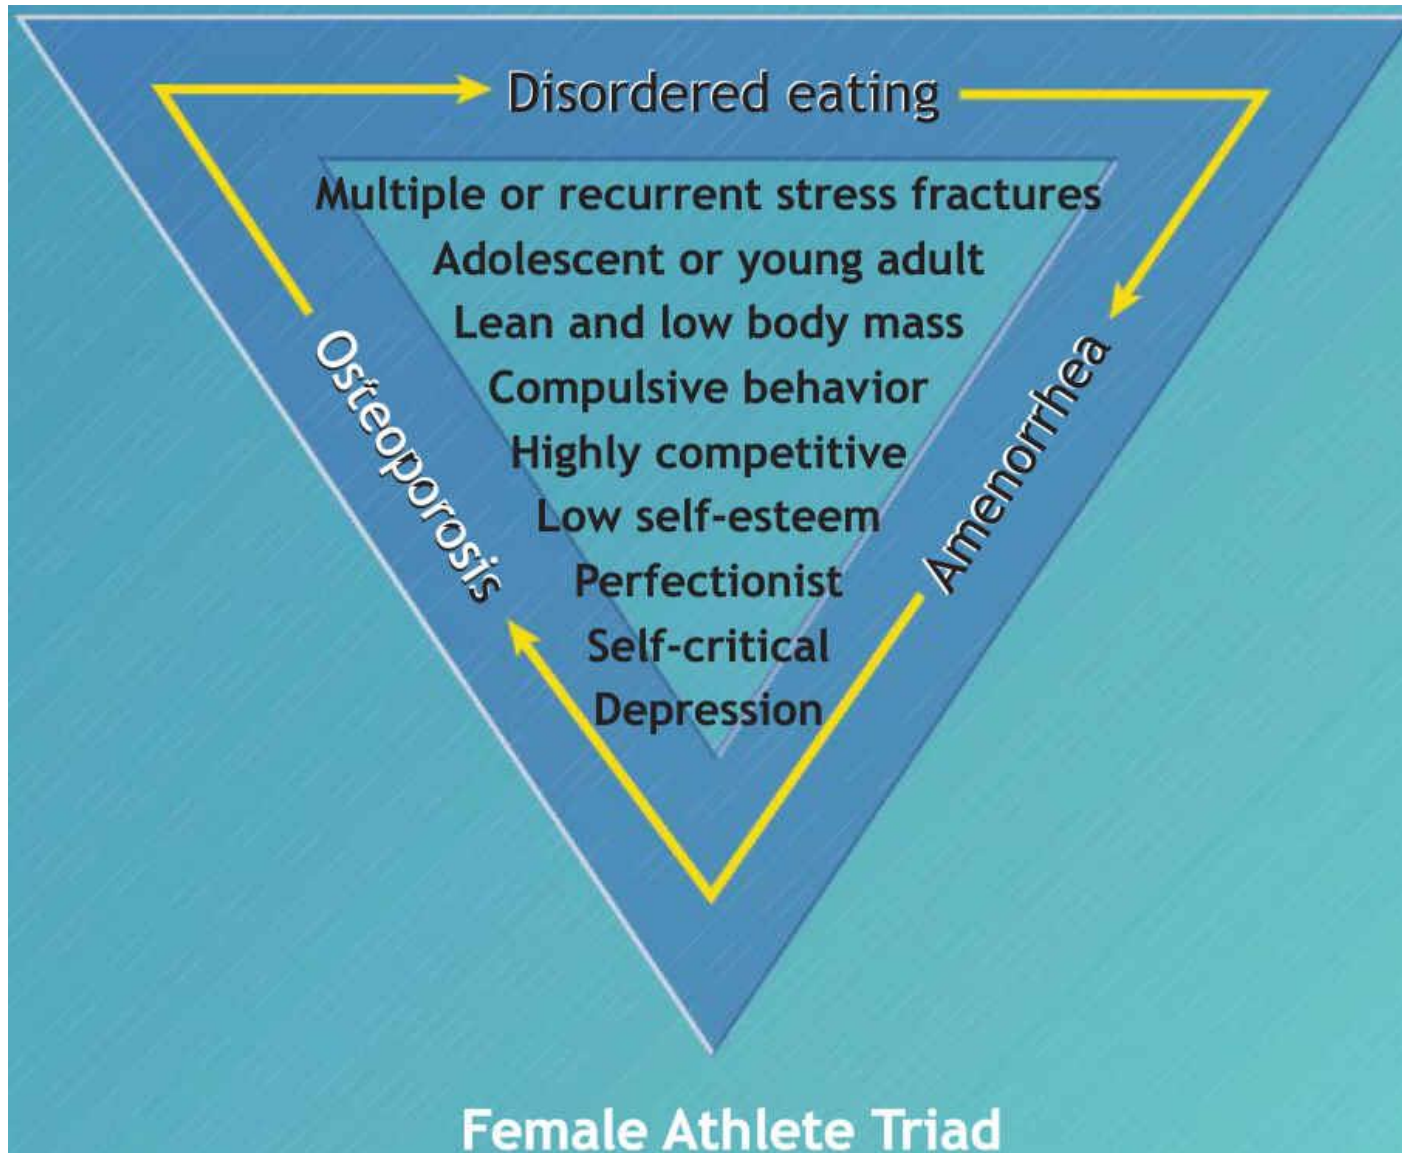 Disordered eating
Multiple or recurrent stress fractures
Adolescent or young adult
Lean and low body mass
Compulsive behavior
Highly competitive
Low self-esteem
Perfectionist
Self-critical
Depression
Osteoporosis
Amenorrhea
Female Athlete Triad